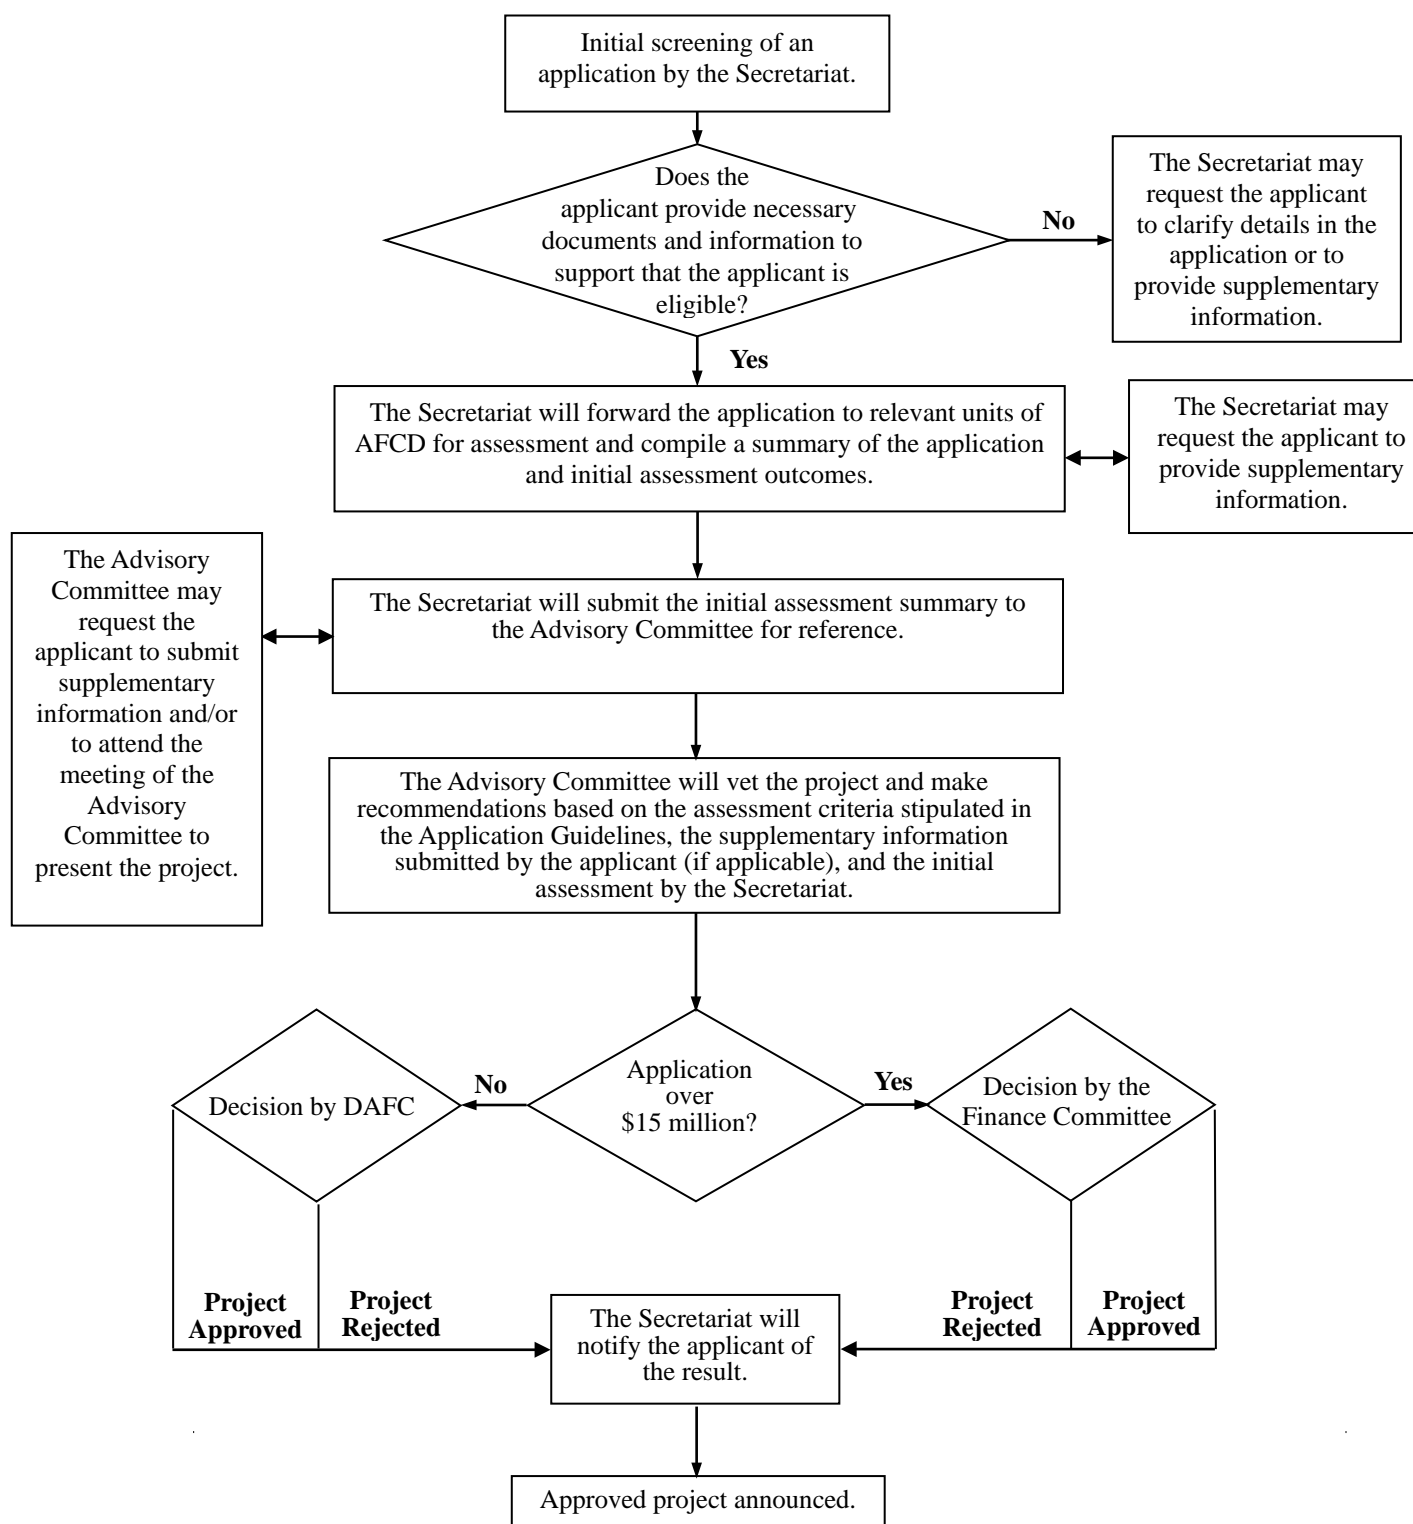 Initial screening of an
application by the Secretariat.
Does the
applicant provide necessary
documents and information to
support that the applicant is
eligible?
No
The Secretariat may
request the applicant
to clarify details in the
application or to
provide supplementary
information.
Yes
The Secretariat will forward the application to relevant units of
AFCD for assessment and compile a summary of the application
and initial assessment outcomes.
The Secretariat may
request the applicant to
provide supplementary
information.
The Advisory
Committee may
request the
applicant to submit
supplementary
information and/or
to attend the
meeting of the
Advisory
Committee to
present the project.
The Secretariat will submit the initial assessment summary to
the Advisory Committee for reference.
The Advisory Committee will vet the project and make
recommendations based on the assessment criteria stipulated in
the Application Guidelines, the supplementary information
submitted by the applicant (if applicable), and the initial
assessment by the Secretariat.
Decision by DAFC
No
Application
over
$15 million?
Yes
Decision by the
Finance Committee
Project
Approved
Project
Rejected
The Secretariat will
notify the applicant of
the result.
Project
Rejected
Project
Approved
Approved project announced.